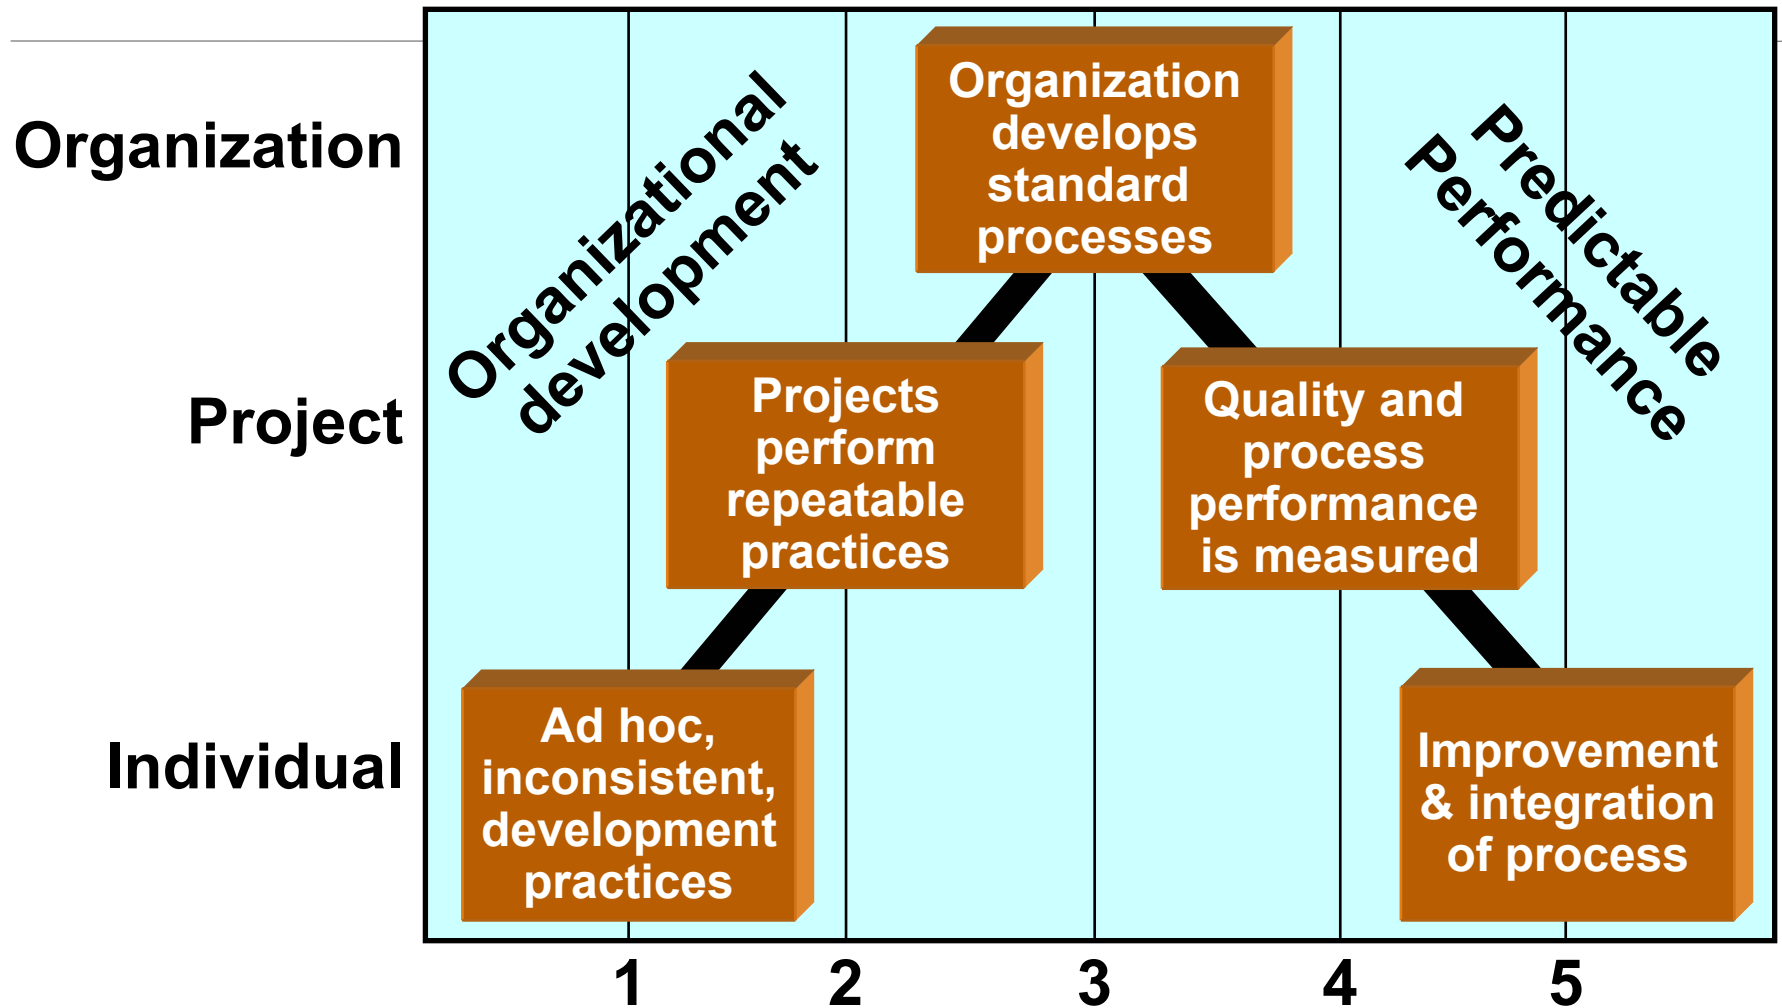 Organization
Project
Individual
Organizational
development
Predictable
Performance
Organization
develops
standard
processes
Projects
perform
repeatable
practices
Quality and
process
performance
is measured
Ad hoc,
inconsistent,
development
practices
Improvement
& integration
of process
1 2 3 4 5